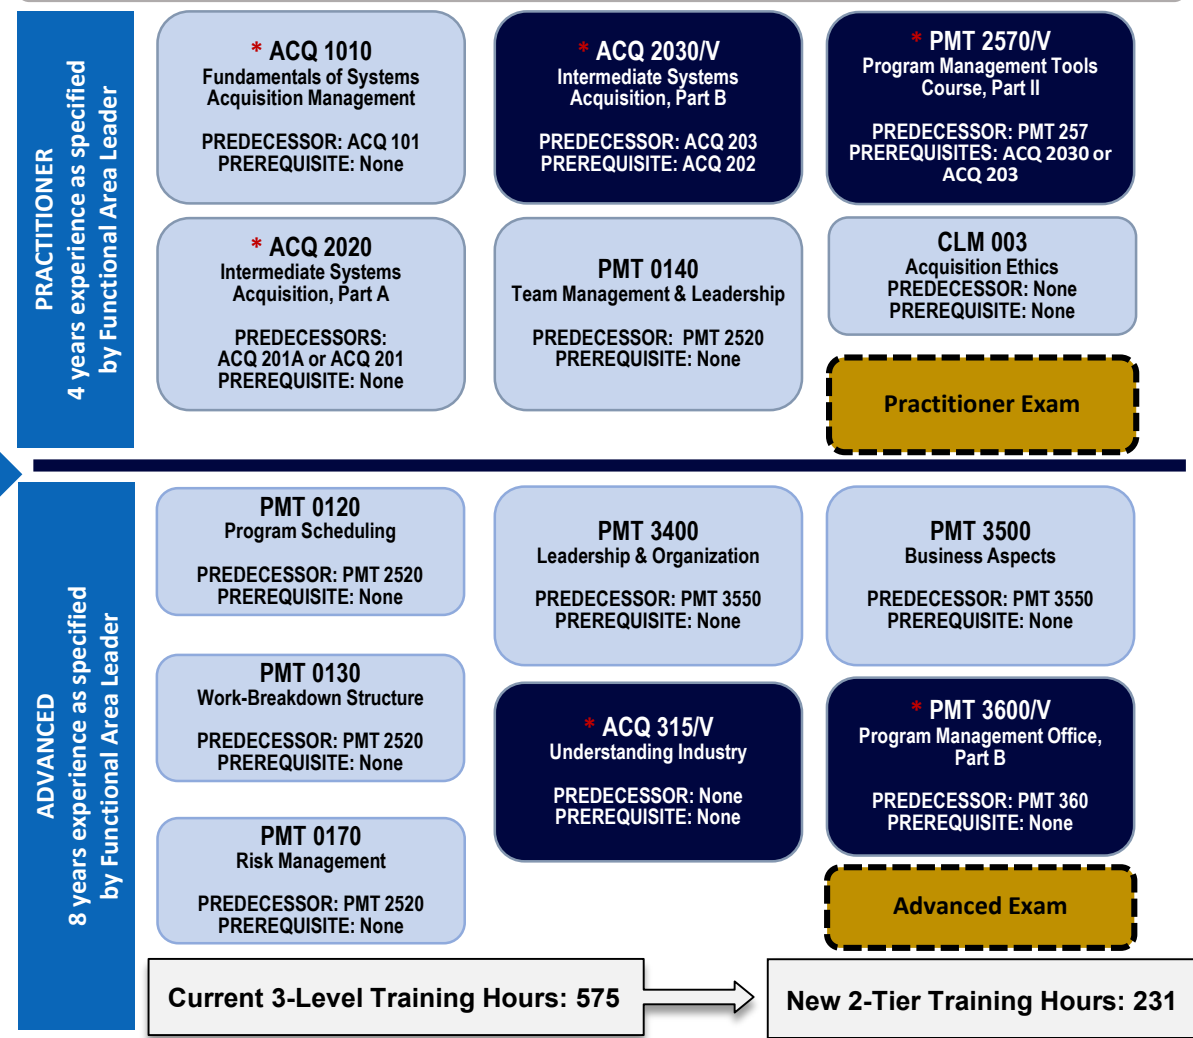 PRACTITIONER
4 years experience as specified
by Functional Area Leader
* ACQ 1010
Fundamentals of Systems
Acquisition Management
PREDECESSOR: ACQ 101
PREREQUISITE: None
* ACQ 2030/V
Intermediate Systems
Acquisition, Part B
PREDECESSOR: ACQ 203
PREREQUISITE: ACQ 202
* PMT 2570/V
Program Management Tools
Course, Part II
PREDECESSOR: PMT 257
PREREQUISITES: ACQ 2030 or
ACQ 203
* ACQ 2020
Intermediate Systems
Acquisition, Part A
PREDECESSORS:
ACQ 201A or ACQ 201
PREREQUISITE: None
PMT 0140
Team Management & Leadership
PREDECESSOR: PMT 2520
PREREQUISITE: None
CLM 003
Acquisition Ethics
PREDECESSOR: None
PREREQUISITE: None
Practitioner Exam
ADVANCED
8 years experience as specified
by Functional Area Leader
PMT 0120
Program Scheduling
PREDECESSOR: PMT 2520
PREREQUISITE: None
PMT 3400
Leadership & Organization
PREDECESSOR: PMT 3550
PREREQUISITE: None
PMT 3500
Business Aspects
PREDECESSOR: PMT 3550
PREREQUISITE: None
PMT 0130
Work-Breakdown Structure
PREDECESSOR: PMT 2520
PREREQUISITE: None
* ACQ 315/V
Understanding Industry
PREDECESSOR: None
PREREQUISITE: None
* PMT 3600/V
Program Management Office,
Part B
PREDECESSOR: PMT 360
PREREQUISITE: None
PMT 0170
Risk Management
PREDECESSOR: PMT 2520
PREREQUISITE: None
Advanced Exam
Current 3-Level Training Hours: 575
New 2-Tier Training Hours: 231